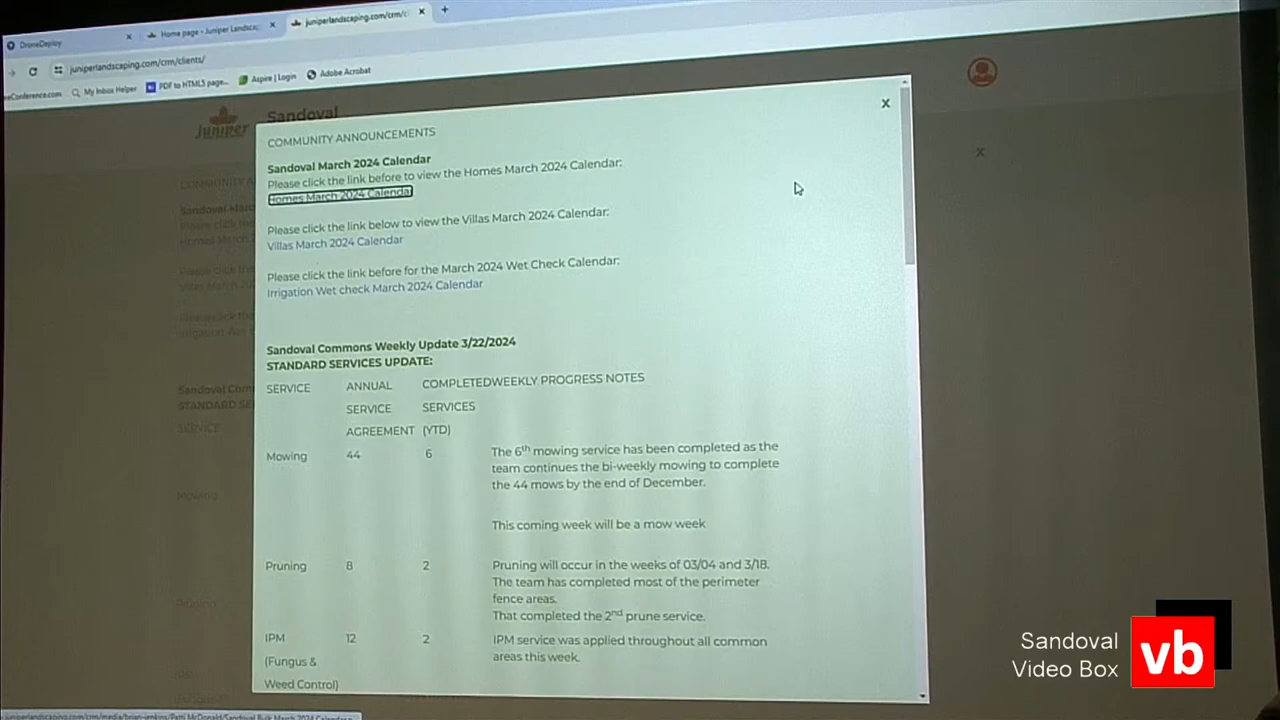 DroneDeploy
Home page - Juniper Landscap
juniperlandscaping.com/crm/cl
juniperlandscaping.com/crm/clients/
eeConference.com
My Inbox Helper
PDF to HTML5 page...
Aspire | Login
Adobe Acrobat
juniper
Sandoval
COMMUNITY ANNOUNCEMENTS
Sandoval March 2024 Calendar
Please click the link before to view the Homes March 2024 Calendar:
Homes March 2024 Calendar
Please click the link below to view the Villas March 2024 Calendar:
Villas March 2024 Calendar
Please click the link before for the March 2024 Wet Check Calendar:
Irrigation Wet check March 2024 Calendar
Sandoval Commons Weekly Update 3/22/2024
STANDARD SERVICES UPDATE:
SERVICE ANNUAL SERVICE AGREEMENT COMPLETED SERVICES (YTD) WEEKLY PROGRESS NOTES
Mowing 44 6 The 6th mowing service has been completed as the
team continues the bi-weekly mowing to complete
the 44 mows by the end of December.
This coming week will be a mow week
Pruning 8 2 Pruning will occur in the weeks of 03/04 and 3/18.
The team has completed most of the perimeter
fence areas.
That completed the 2nd prune service.
IPM (Fungus & Weed Control) 12 2 IPM service was applied throughout all common
areas this week.
Sandoval
Video Box
vb